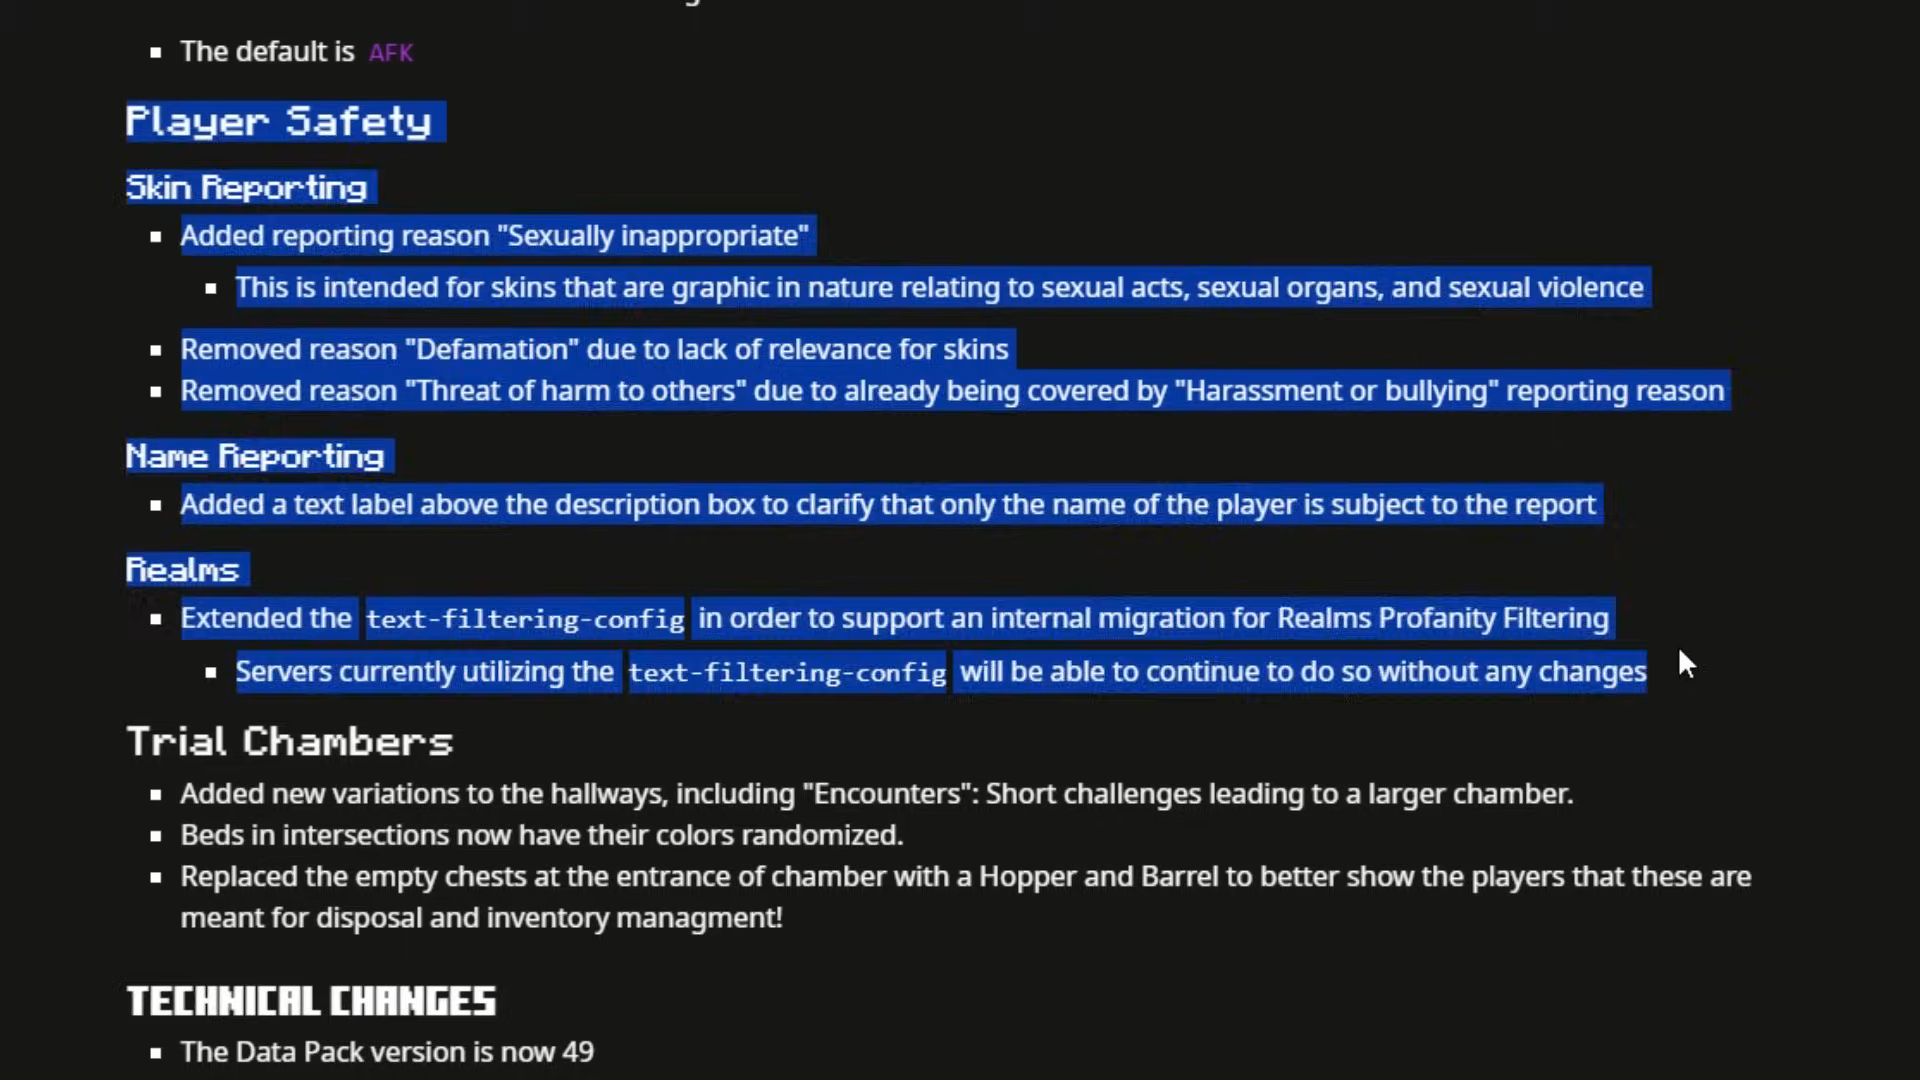 The default is AFK
Player Safety
Skin Reporting
Added reporting reason "Sexually inappropriate"
This is intended for skins that are graphic in nature relating to sexual acts, sexual organs, and sexual violence
Removed reason "Defamation" due to lack of relevance for skins
Removed reason "Threat of harm to others" due to already being covered by "Harassment or bullying" reporting reason
Name Reporting
Added a text label above the description box to clarify that only the name of the player is subject to the report
Realms
Extended the text-filtering-config in order to support an internal migration for Realms Profanity Filtering
Servers currently utilizing the text-filtering-config will be able to continue to do so without any changes
Trial Chambers
Added new variations to the hallways, including "Encounters": Short challenges leading to a larger chamber.
Beds in intersections now have their colors randomized.
Replaced the empty chests at the entrance of chamber with a Hopper and Barrel to better show the players that these are
meant for disposal and inventory managment!
TECHNICAL CHANGES
The Data Pack version is now 49